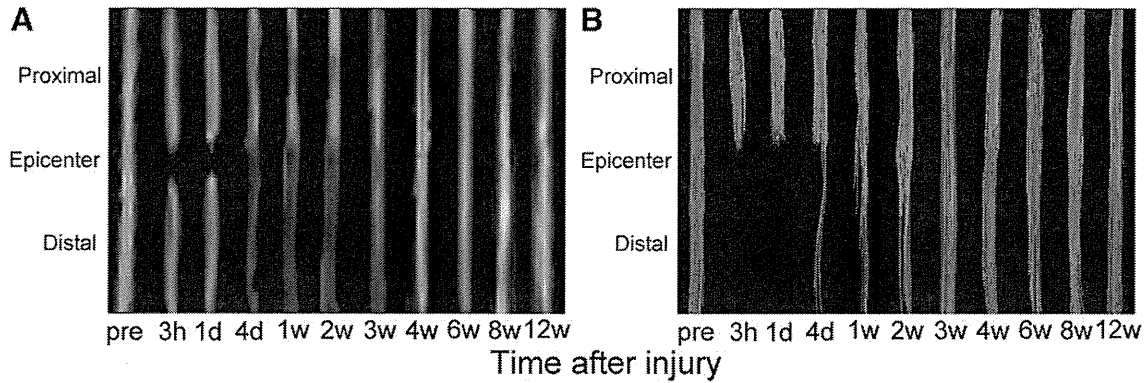 A
Proximal
Epicenter
Distal
pre 3h 1d 4d 1w 2w 3w 4w 6w 8w 12w
B
Proximal
Epicenter
Distal
pre 3h 1d 4d 1w 2w 3w 4w 6w 8w 12w
Time after injury